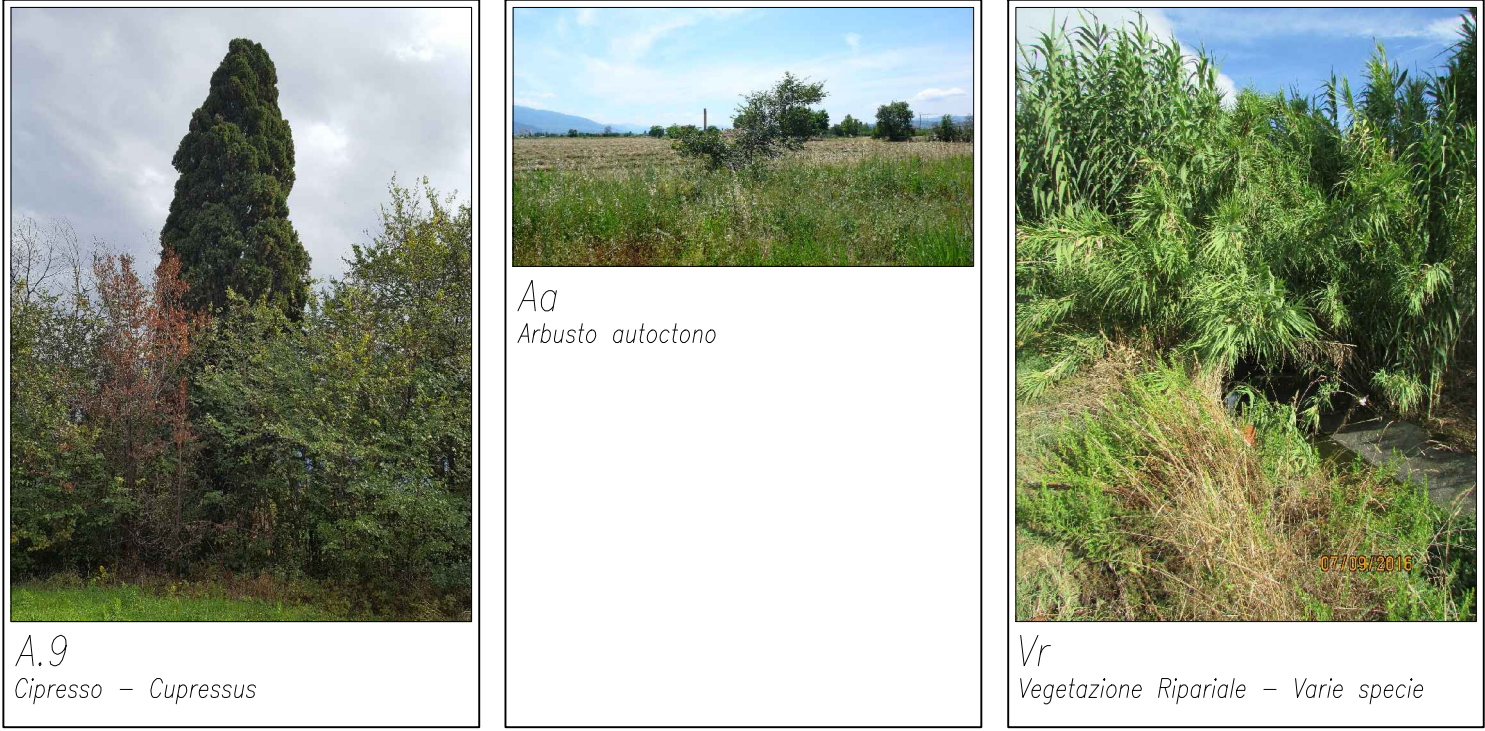 A.9
Cipresso – Cupressus
Aa
Arbusto autoctono
07/09/2016
Vr
Vegetazione Ripariale – Varie specie